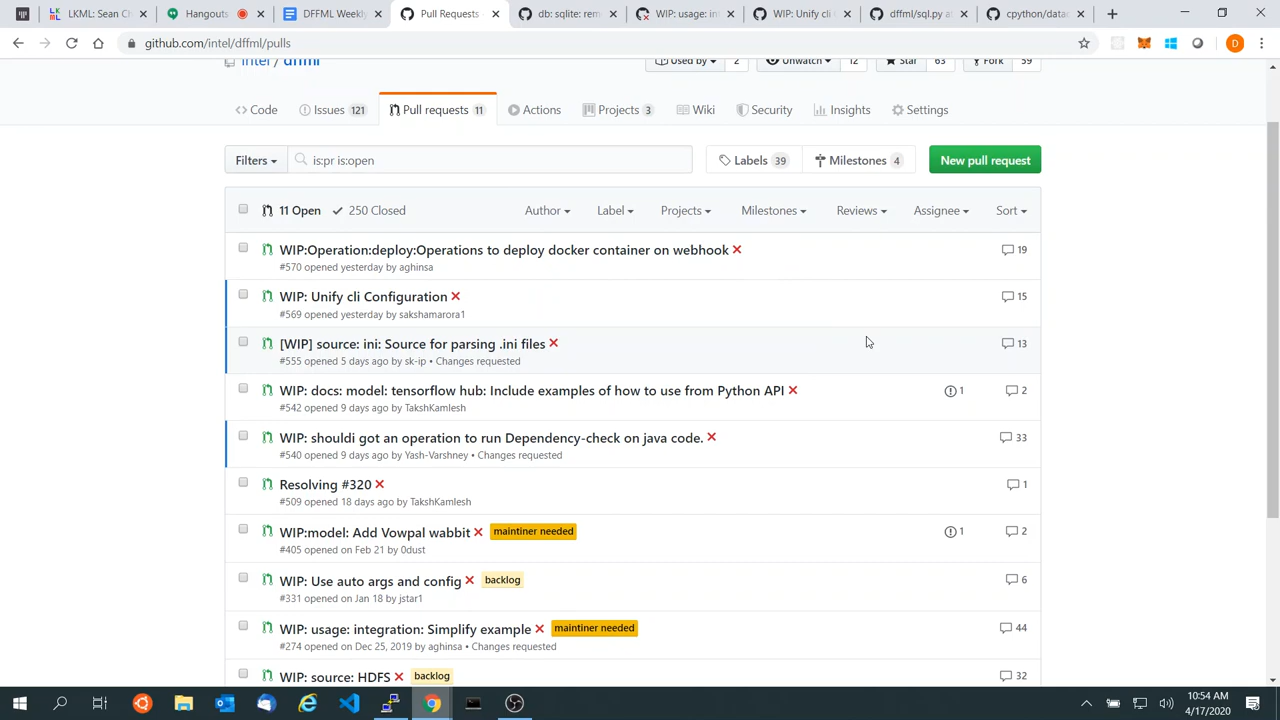 LKML: Sean Ch
Hangouts
DFFML Weekly
Pull Requests
db: sqlite: rem
WIP: usage: int
WIP: Unify cli C
dffml/sql.py at
cpython/datac
github.com/intel/dffml/pulls
D
intel / dffml
Used by 2
Unwatch 12
Star 63
Fork 59
Code
Issues 121
Pull requests 11
Actions
Projects 3
Wiki
Security
Insights
Settings
Filters
is:pr is:open
Labels 39
Milestones 4
New pull request
11 Open
250 Closed
Author
Label
Projects
Milestones
Reviews
Assignee
Sort
WIP:Operation:deploy:Operations to deploy docker container on webhook
19
#570 opened yesterday by aghinsa
WIP: Unify cli Configuration
15
#569 opened yesterday by sakshamarora1
[WIP] source: ini: Source for parsing .ini files
13
#555 opened 5 days ago by sk-ip • Changes requested
WIP: docs: model: tensorflow hub: Include examples of how to use from Python API
1
2
#542 opened 9 days ago by TakshKamlesh
WIP: shouldi got an operation to run Dependency-check on java code.
33
#540 opened 9 days ago by Yash-Varshney • Changes requested
Resolving #320
1
#509 opened 18 days ago by TakshKamlesh
WIP:model: Add Vowpal wabbit maintiner needed
1
2
#405 opened on Feb 21 by 0dust
WIP: Use auto args and config backlog
6
#331 opened on Jan 18 by jstar1
WIP: usage: integration: Simplify example maintiner needed
44
#274 opened on Dec 25, 2019 by aghinsa • Changes requested
WIP: source: HDFS backlog
32
10:54 AM
4/17/2020